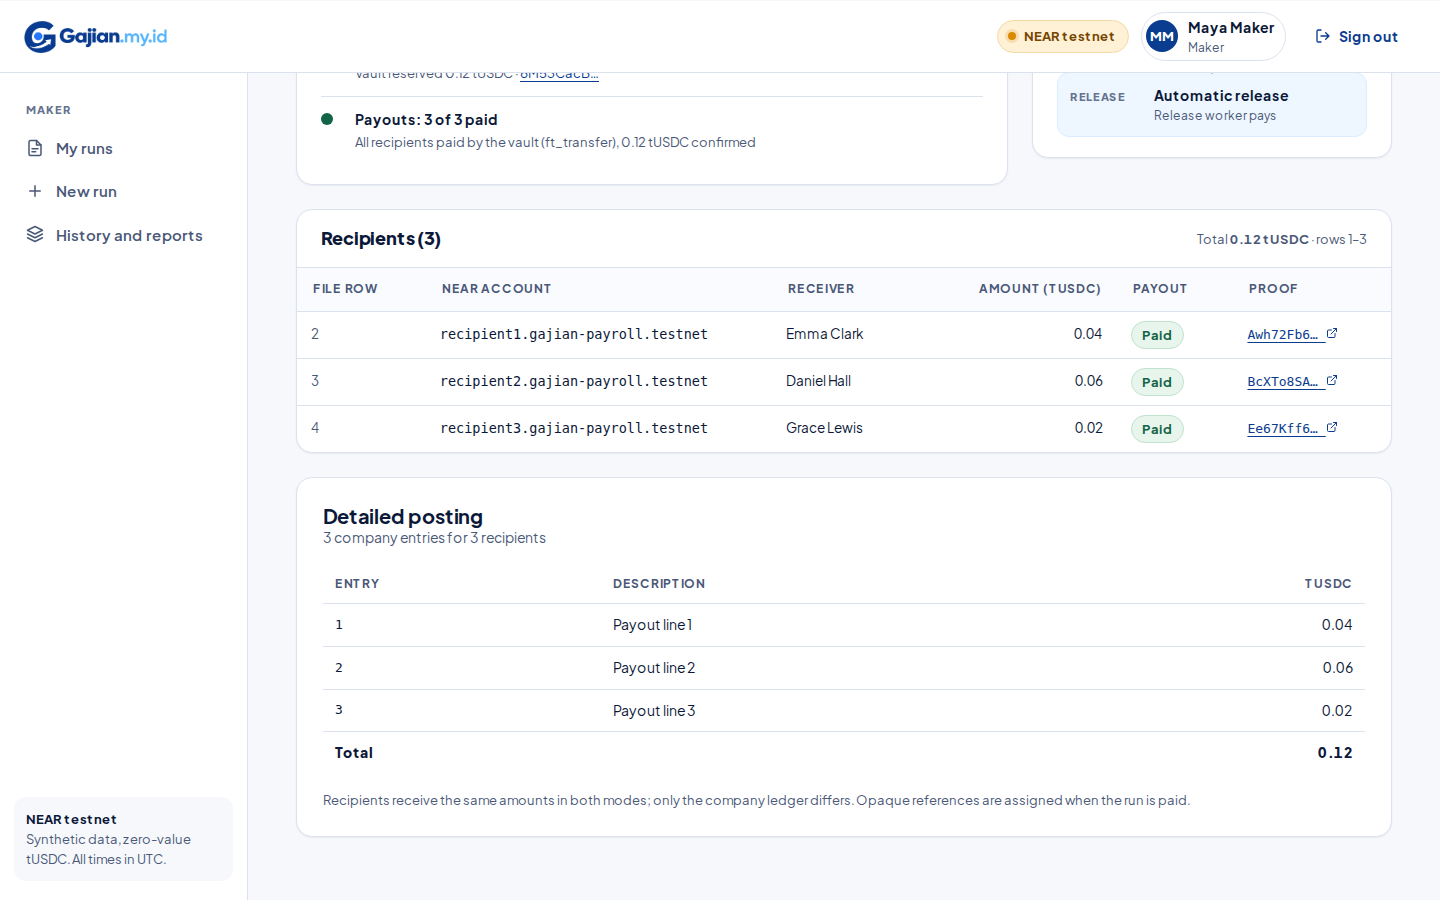 Gajian.my.id
NEAR testnet
MM
Maya Maker
Maker
Sign out
MAKER
My runs
New run
History and reports
NEAR testnet
Synthetic data, zero-value
tUSDC. All times in UTC.
Vault reserved 0.12 tUSDC ·
Payouts: 3 of 3 paid
All recipients paid by the vault (ft_transfer), 0.12 tUSDC confirmed
RELEASE
Automatic release
Release worker pays
Recipients (3)
Total 0.12 tUSDC · rows 1–3
FILE ROW NEAR ACCOUNT RECEIVER AMOUNT (TUSDC) PAYOUT PROOF
2 recipient1.gajian-payroll.testnet Emma Clark 0.04 Paid Awh72Fb6…
3 recipient2.gajian-payroll.testnet Daniel Hall 0.06 Paid BcXTo8SA…
4 recipient3.gajian-payroll.testnet Grace Lewis 0.02 Paid Ee67Kff6…
Detailed posting
3 company entries for 3 recipients
ENTRY DESCRIPTION TUSDC
1 Payout line 1 0.04
2 Payout line 2 0.06
3 Payout line 3 0.02
Total 0.12
Recipients receive the same amounts in both modes; only the company ledger differs. Opaque references are assigned when the run is paid.